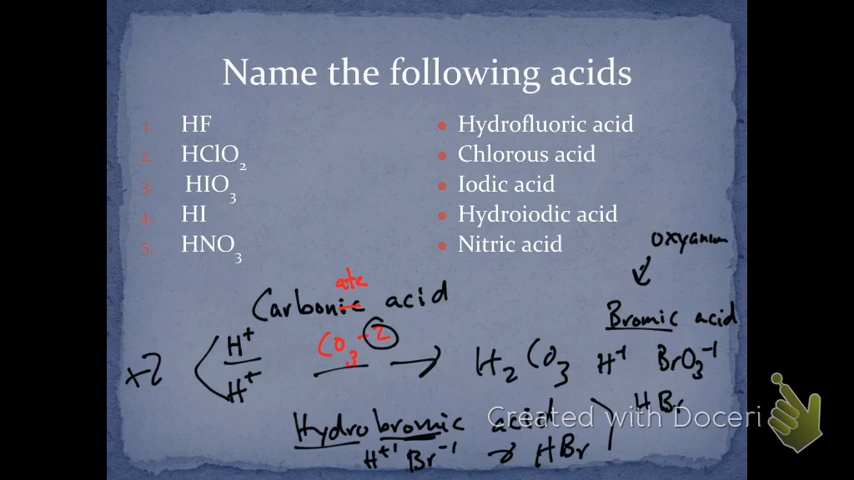 Name the following acids
1. HF
2. HClO₂
3. HIO₃
4. HI
5. HNO₃
• Hydrofluoric acid
• Chlorous acid
• Iodic acid
• Hydroiodic acid
• Nitric acid
ate
Carbonic acid
+2
H⁺
H⁺
CO₃⁻²
→ H₂CO₃
Bromic acid
H⁺¹ BrO₃⁻¹
HBr
Hydrobromic acid
H⁺¹ Br⁻¹ → HBr
Created with Doceri